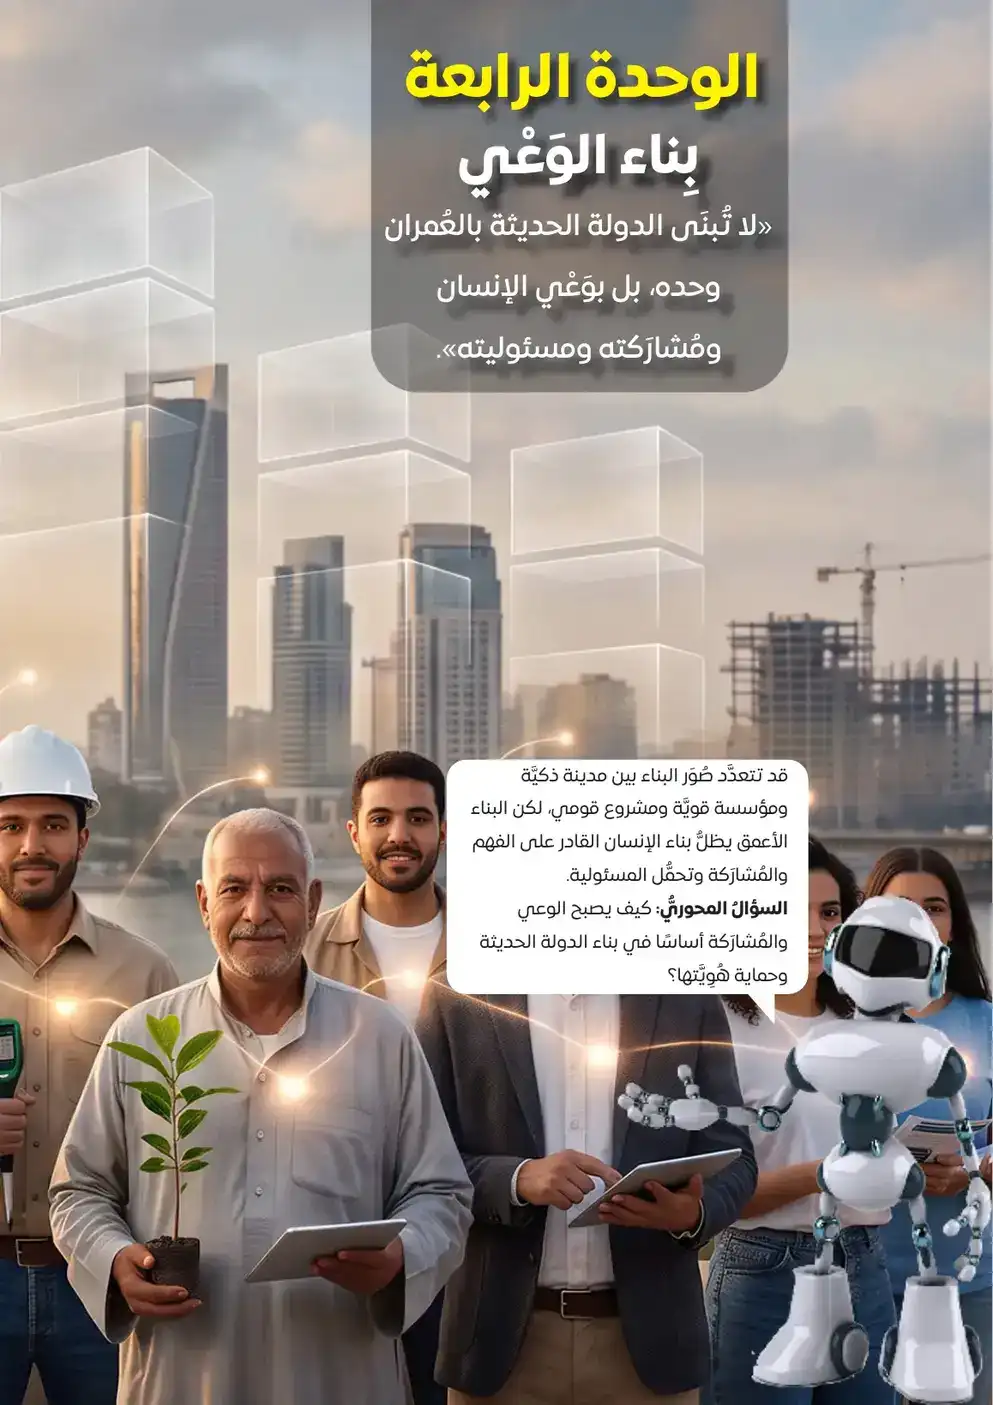 الوحدة الرابعة
بِناء الوَعْي
«لا تُبنَى الدولة الحديثة بالعُمران
وحده، بل بوَعْي الإنسان
ومُشارَكته ومسئوليته».
قد تتعدَّد صُوَر البناء بين مدينة ذكيَّة
ومؤسسة قويَّة ومشروع قومي، لكن البناء
الأعمق يظلُّ بناء الإنسان القادر على الفهم
والمُشارَكة وتحمُّل المسئولية.
السؤالُ المحوريُّ: كيف يصبح الوعي
والمُشارَكة أساسًا في بناء الدولة الحديثة
وحماية هُوِيَّتها؟